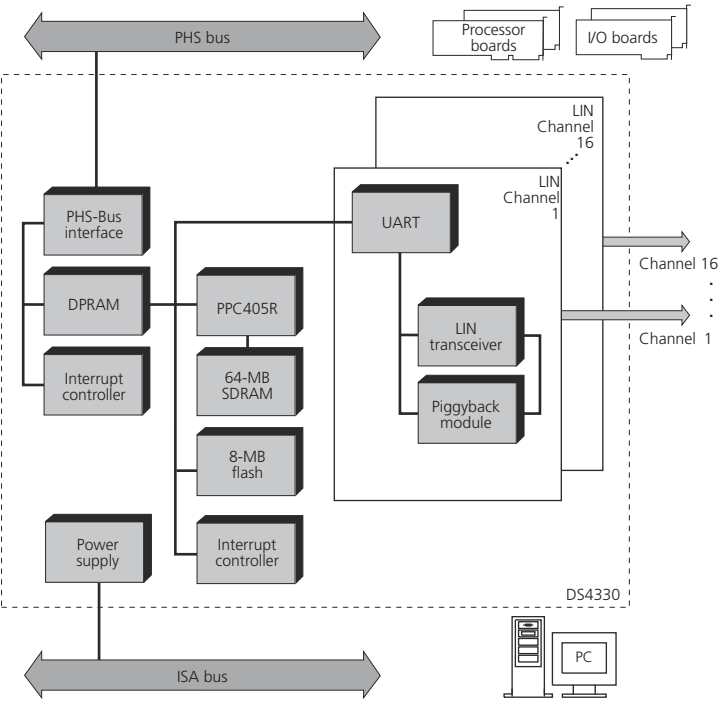 PHS bus
Processor
boards
I/O boards
LIN
Channel
16
LIN
Channel
1
PHS-Bus
interface
UART
DPRAM
PPC405R
LIN
transceiver
Interrupt
controller
64-MB
SDRAM
Piggyback
module
8-MB
flash
Power
supply
Interrupt
controller
Channel 16
Channel 1
DS4330
ISA bus
PC